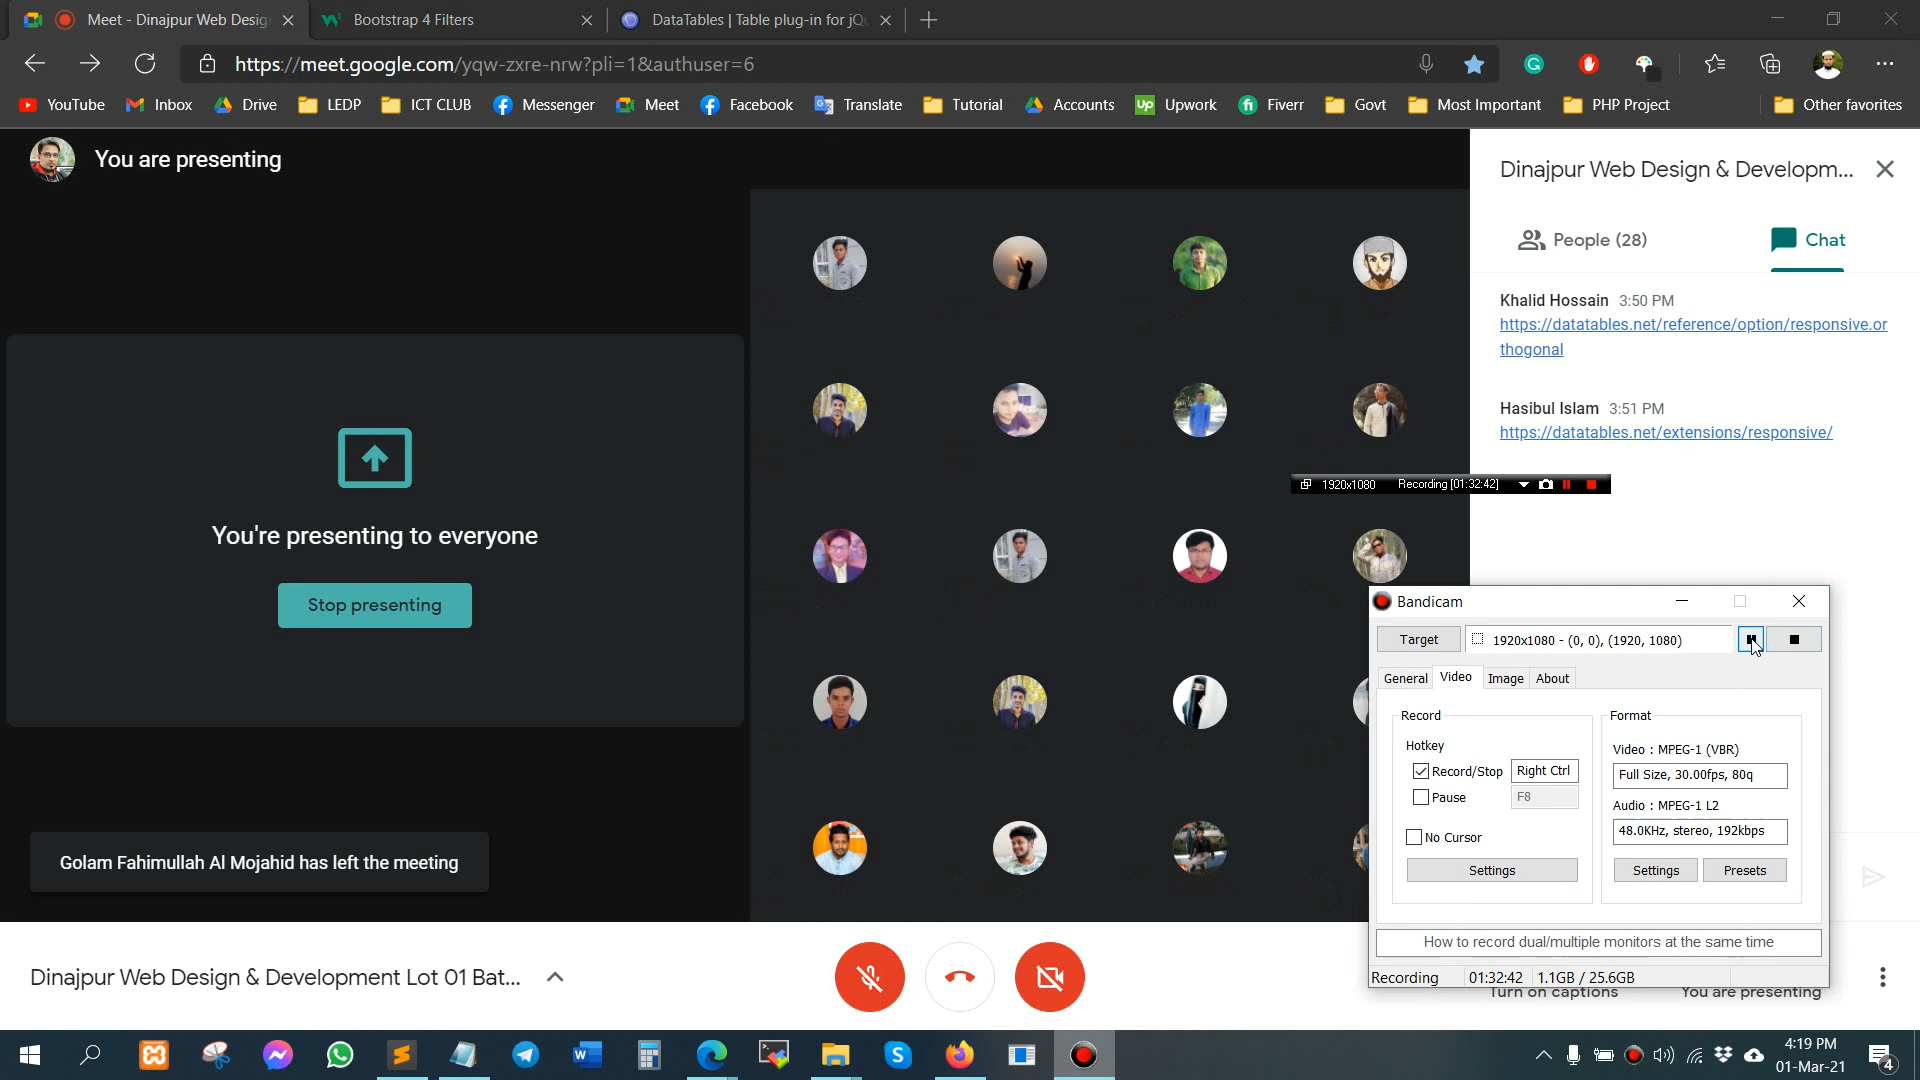 Meet - Dinajpur Web Desig
Bootstrap 4 Filters
DataTables | Table plug-in for jQu
https://meet.google.com/yqw-zxre-nrw?pli=1&authuser=6
YouTube
Inbox
Drive
LEDP
ICT CLUB
Messenger
Meet
Facebook
Translate
Tutorial
Accounts
Upwork
Fiverr
Govt
Most Important
PHP Project
Other favorites
You are presenting
Dinajpur Web Design & Developm...
People (28)
Chat
Khalid Hossain 3:50 PM
https://datatables.net/reference/option/responsive.or
thogonal
Hasibul Islam 3:51 PM
https://datatables.net/extensions/responsive/
1920x1080 Recording [01:32:42]
You're presenting to everyone
Stop presenting
Bandicam
Target
1920x1080 - (0, 0), (1920, 1080)
General
Video
Image
About
Record
Format
Hotkey
Video : MPEG-1 (VBR)
Record/Stop
Right Ctrl
Full Size, 30.00fps, 80q
Pause
F8
Audio : MPEG-1 L2
48.0KHz, stereo, 192kbps
No Cursor
Settings
Settings
Presets
How to record dual/multiple monitors at the same time
Recording
01:32:42
1.1GB / 25.6GB
Golam Fahimullah Al Mojahid has left the meeting
Dinajpur Web Design & Development Lot 01 Bat...
Turn on captions
You are presenting
4:19 PM
01-Mar-21
4